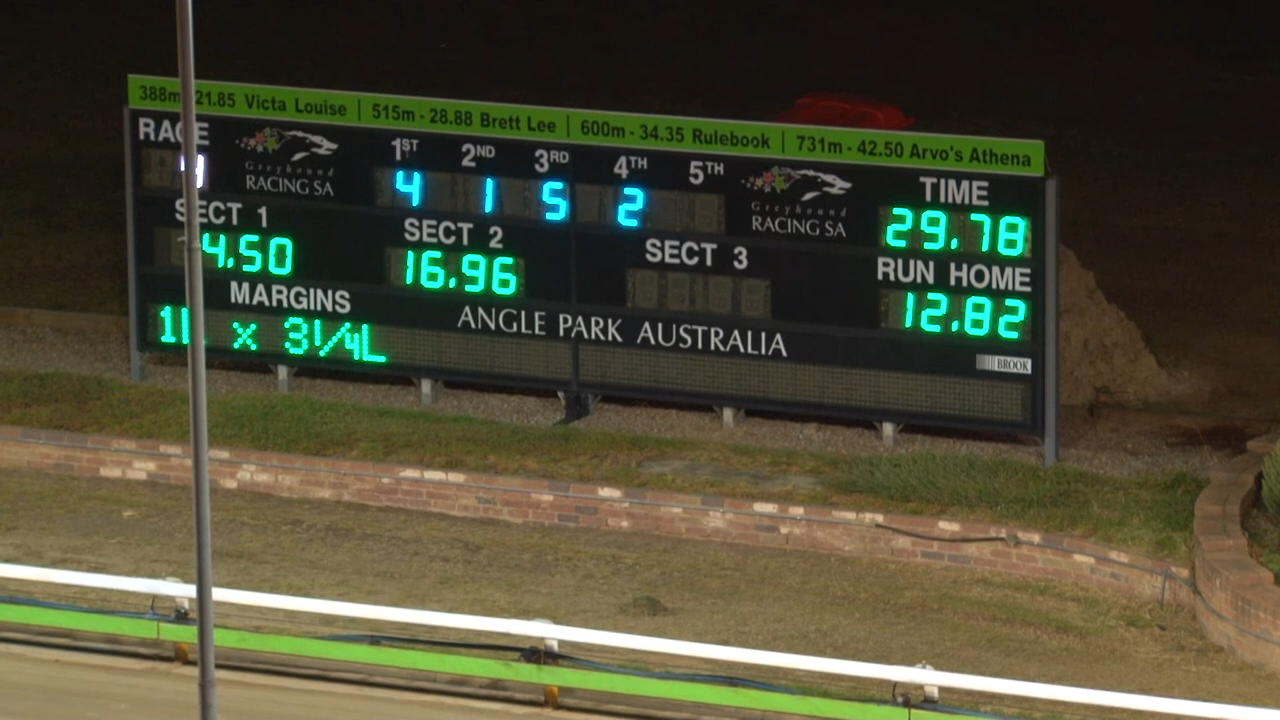 388m - 21.85 Victa Louise | 515m - 28.88 Brett Lee | 600m - 34.35 Rulebook | 731m - 42.50 Arvo's Athena
RACE 1ST 2ND 3RD 4TH 5TH TIME
Greyhound RACING SA
4 4 1 5 2
Greyhound RACING SA
29.78
SECT 1 SECT 2 SECT 3 RUN HOME
4.50 16.96 12.82
MARGINS
1L x 3¼L
ANGLE PARK AUSTRALIA
BROOK